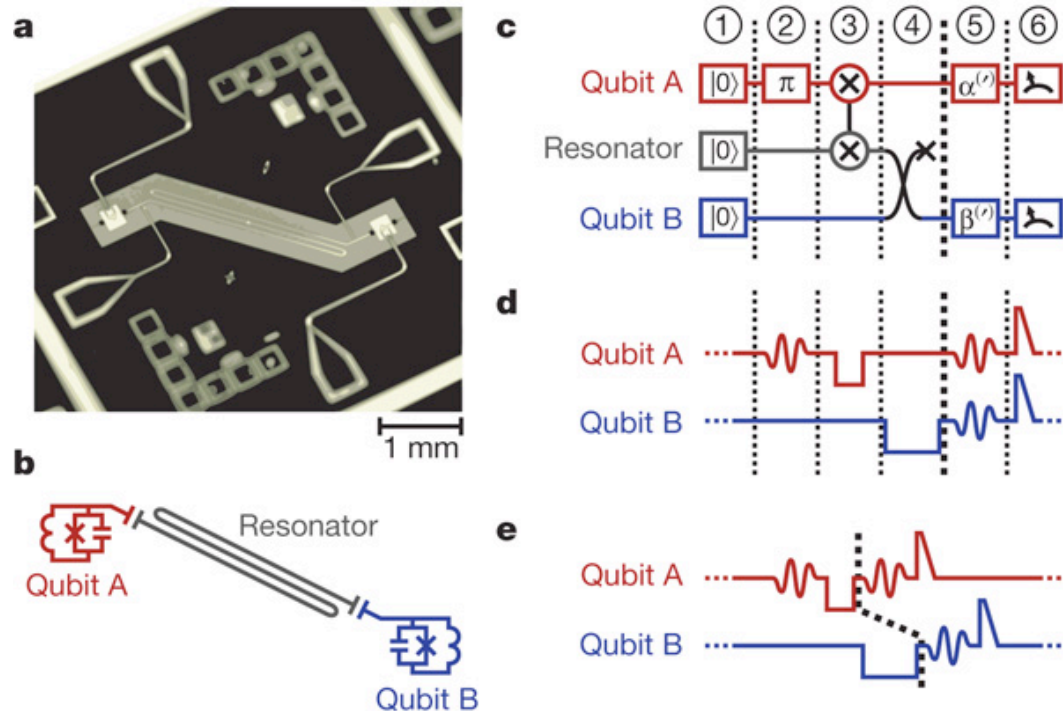 a
1 mm
b
Resonator
Qubit A
Qubit B
c
① ② ③ ④ ⑤ ⑥
Qubit A |0⟩ π α⁽′⁾
Resonator |0⟩
Qubit B |0⟩ β⁽′⁾
d
Qubit A
Qubit B
e
Qubit A
Qubit B